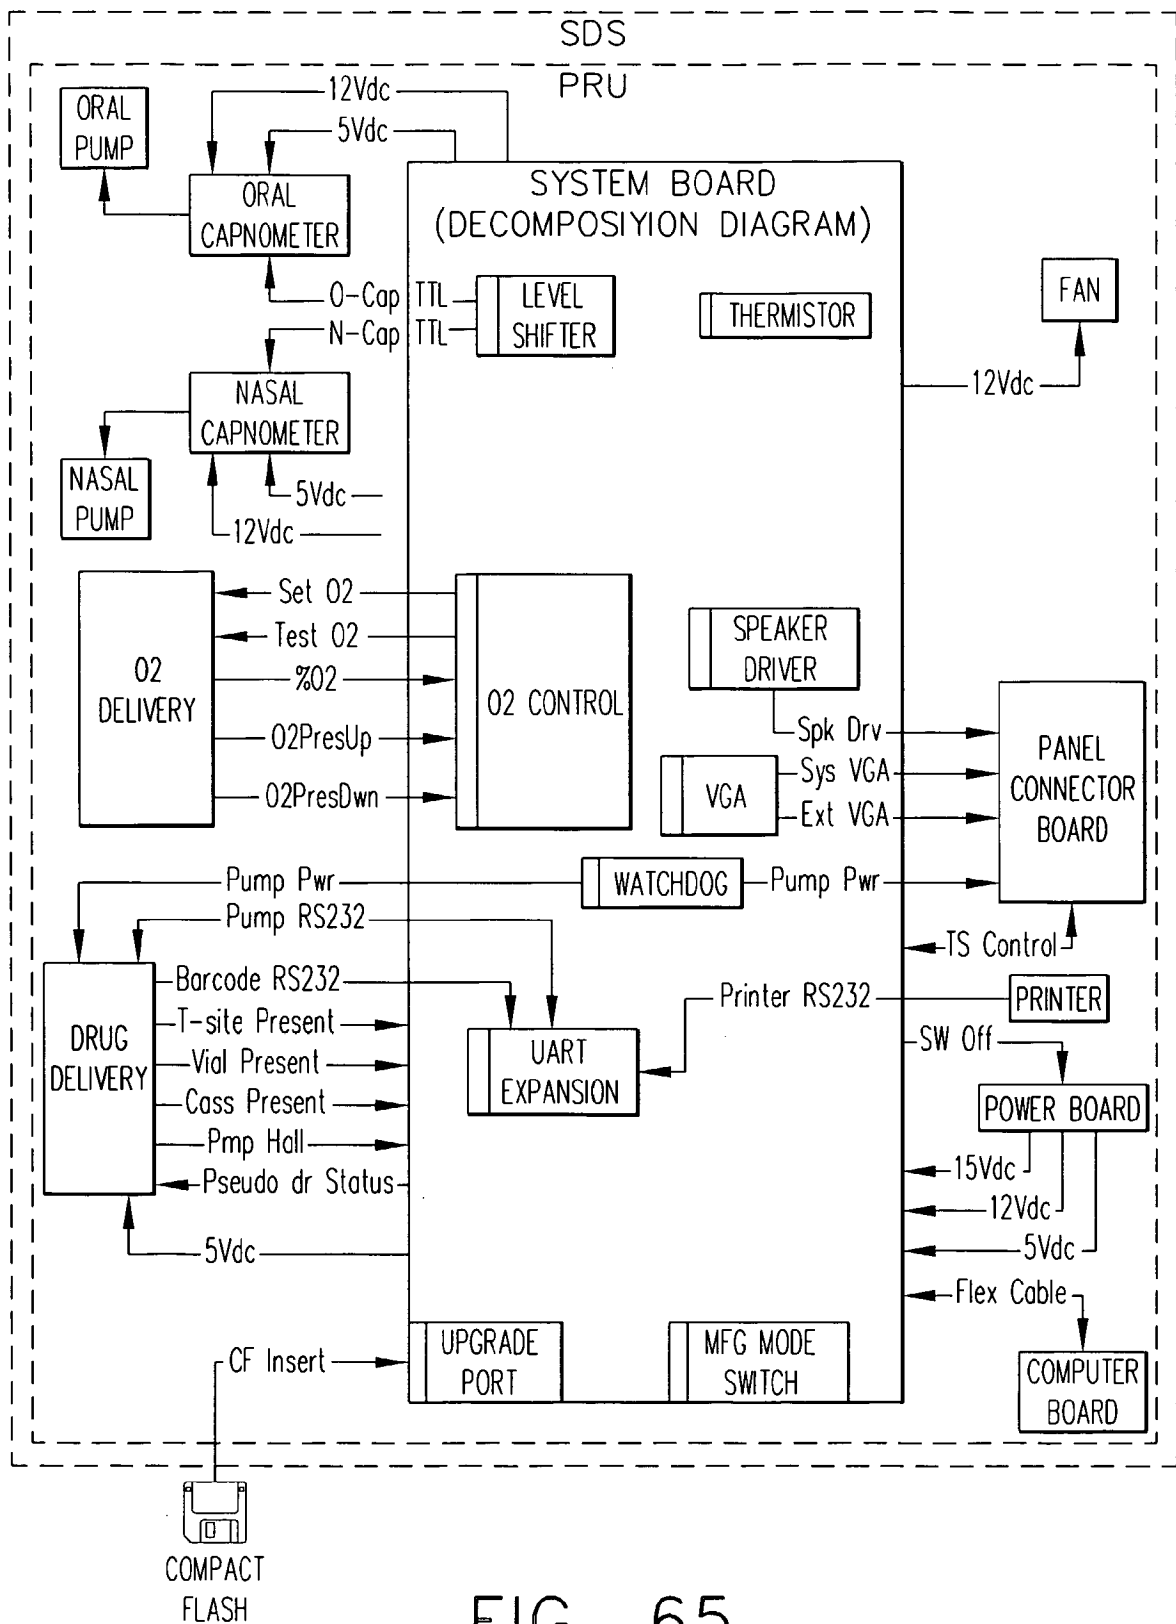 SDS
PRU
ORAL
PUMP
12Vdc
5Vdc
ORAL
CAPNOMETER
SYSTEM BOARD
(DECOMPOSIYION DIAGRAM)
O-Cap TTL
N-Cap TTL
LEVEL
SHIFTER
THERMISTOR
FAN
12Vdc
NASAL
CAPNOMETER
NASAL
PUMP
5Vdc
12Vdc
O2
DELIVERY
Set O2
Test O2
%O2
O2PresUp
O2PresDwn
O2 CONTROL
SPEAKER
DRIVER
Spk Drv
Sys VGA
VGA
Ext VGA
PANEL
CONNECTOR
BOARD
Pump Pwr
WATCHDOG
Pump Pwr
Pump RS232
TS Control
Barcode RS232
Printer RS232
PRINTER
T-site Present
DRUG
DELIVERY
Vial Present
Cass Present
Pmp Hall
Pseudo dr Status
5Vdc
UART
EXPANSION
SW Off
POWER BOARD
15Vdc
12Vdc
5Vdc
Flex Cable
COMPUTER
BOARD
CF Insert
UPGRADE
PORT
MFG MODE
SWITCH
COMPACT
FLASH
FIG. 65